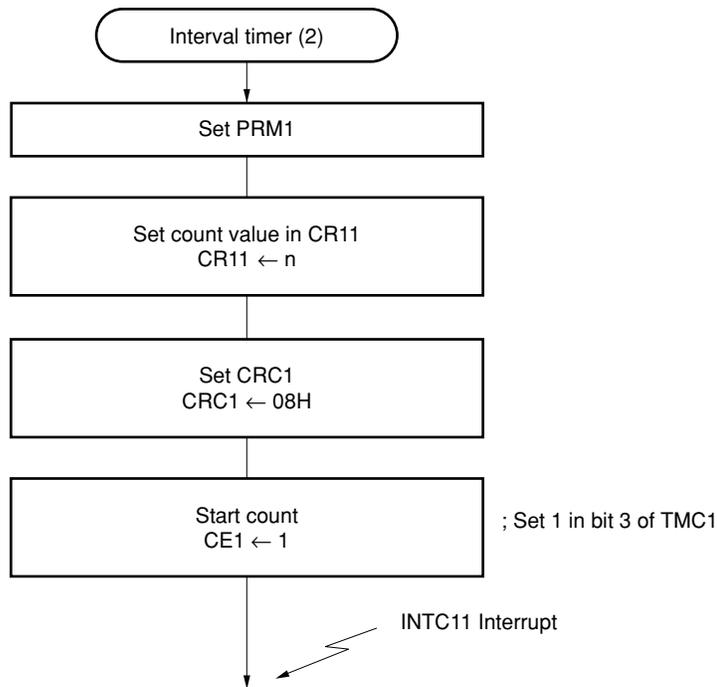 Interval timer (2)
Set PRM1
Set count value in CR11
CR11 ← n
Set CRC1
CRC1 ← 08H
Start count
CE1 ← 1
; Set 1 in bit 3 of TMC1
INTC11 Interrupt